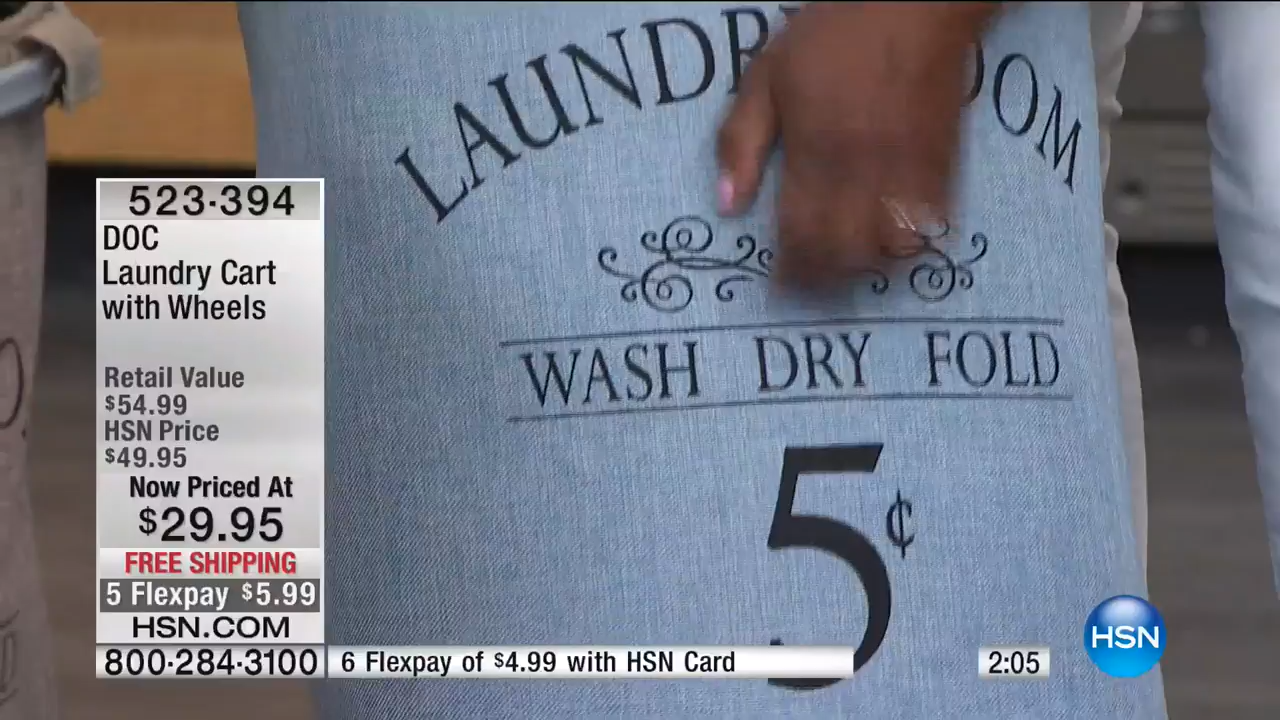 LAUNDRY
WASH DRY FOLD
5¢
523-394
DOC
Laundry Cart
with Wheels
Retail Value
$54.99
HSN Price
$49.95
Now Priced At
$29.95
FREE SHIPPING
5 Flexpay $5.99
HSN.COM
800-284-3100
6 Flexpay of $4.99 with HSN Card
2:05
HSN